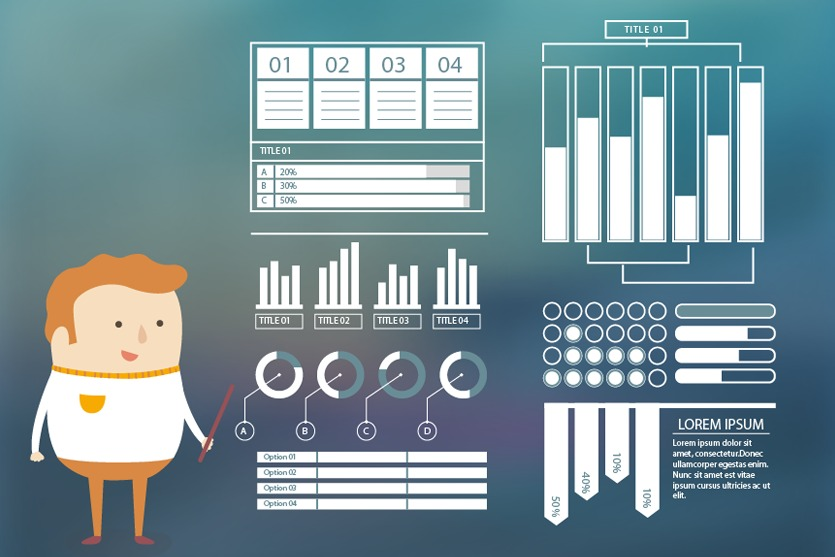 01 02 03 04
TITLE 01
A 20%
B 30%
C 50%
TITLE 01 TITLE 02 TITLE 03 TITLE 04
A B C D
Option 01
Option 02
Option 03
Option 04
TITLE 01
50% 40% 10% 10%
LOREM IPSUM
Lorem ipsum dolor sit
amet, consectetur.Donec
ullamcorper egestas enim.
Nunc sit amet est vitae
ipsum cursus ultricies ac ut
elit.